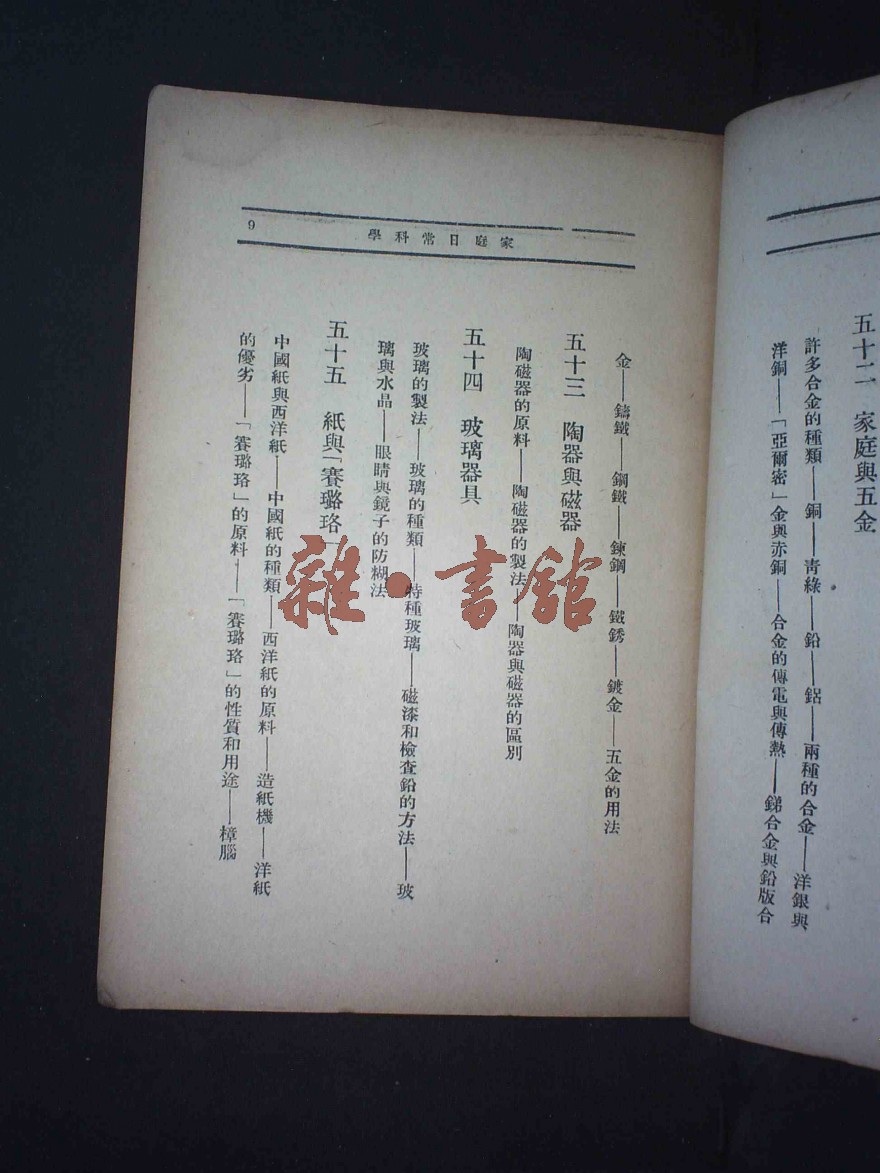 五十二　家庭與五金
許多合金的種類——銅——靑綠——鉛——鋁——兩種的合金——洋銀與
洋銅——「亞爾密」金與赤銅——合金的傳電與傳熱——銻合金與鉛版合
學科常日庭家
9
金——鑄鐵——鋼鐵——鍊鋼——鐵銹——鍍金——五金的用法
五十三　陶器與磁器
陶磁器的原料——陶磁器的製法——陶器與磁器的區別
五十四　玻璃器具
玻璃的製法——玻璃的種類——特種玻璃——磁漆和檢查鉛的方法——玻
璃與水晶——眼睛與鏡子的防糊法
五十五　紙與「賽璐珞」
中國紙與西洋紙——中國紙的種類——西洋紙的原料——造紙機——洋紙
的優劣——「賽璐珞」的原料——「賽璐珞」的性質和用途——樟腦
雜·書館